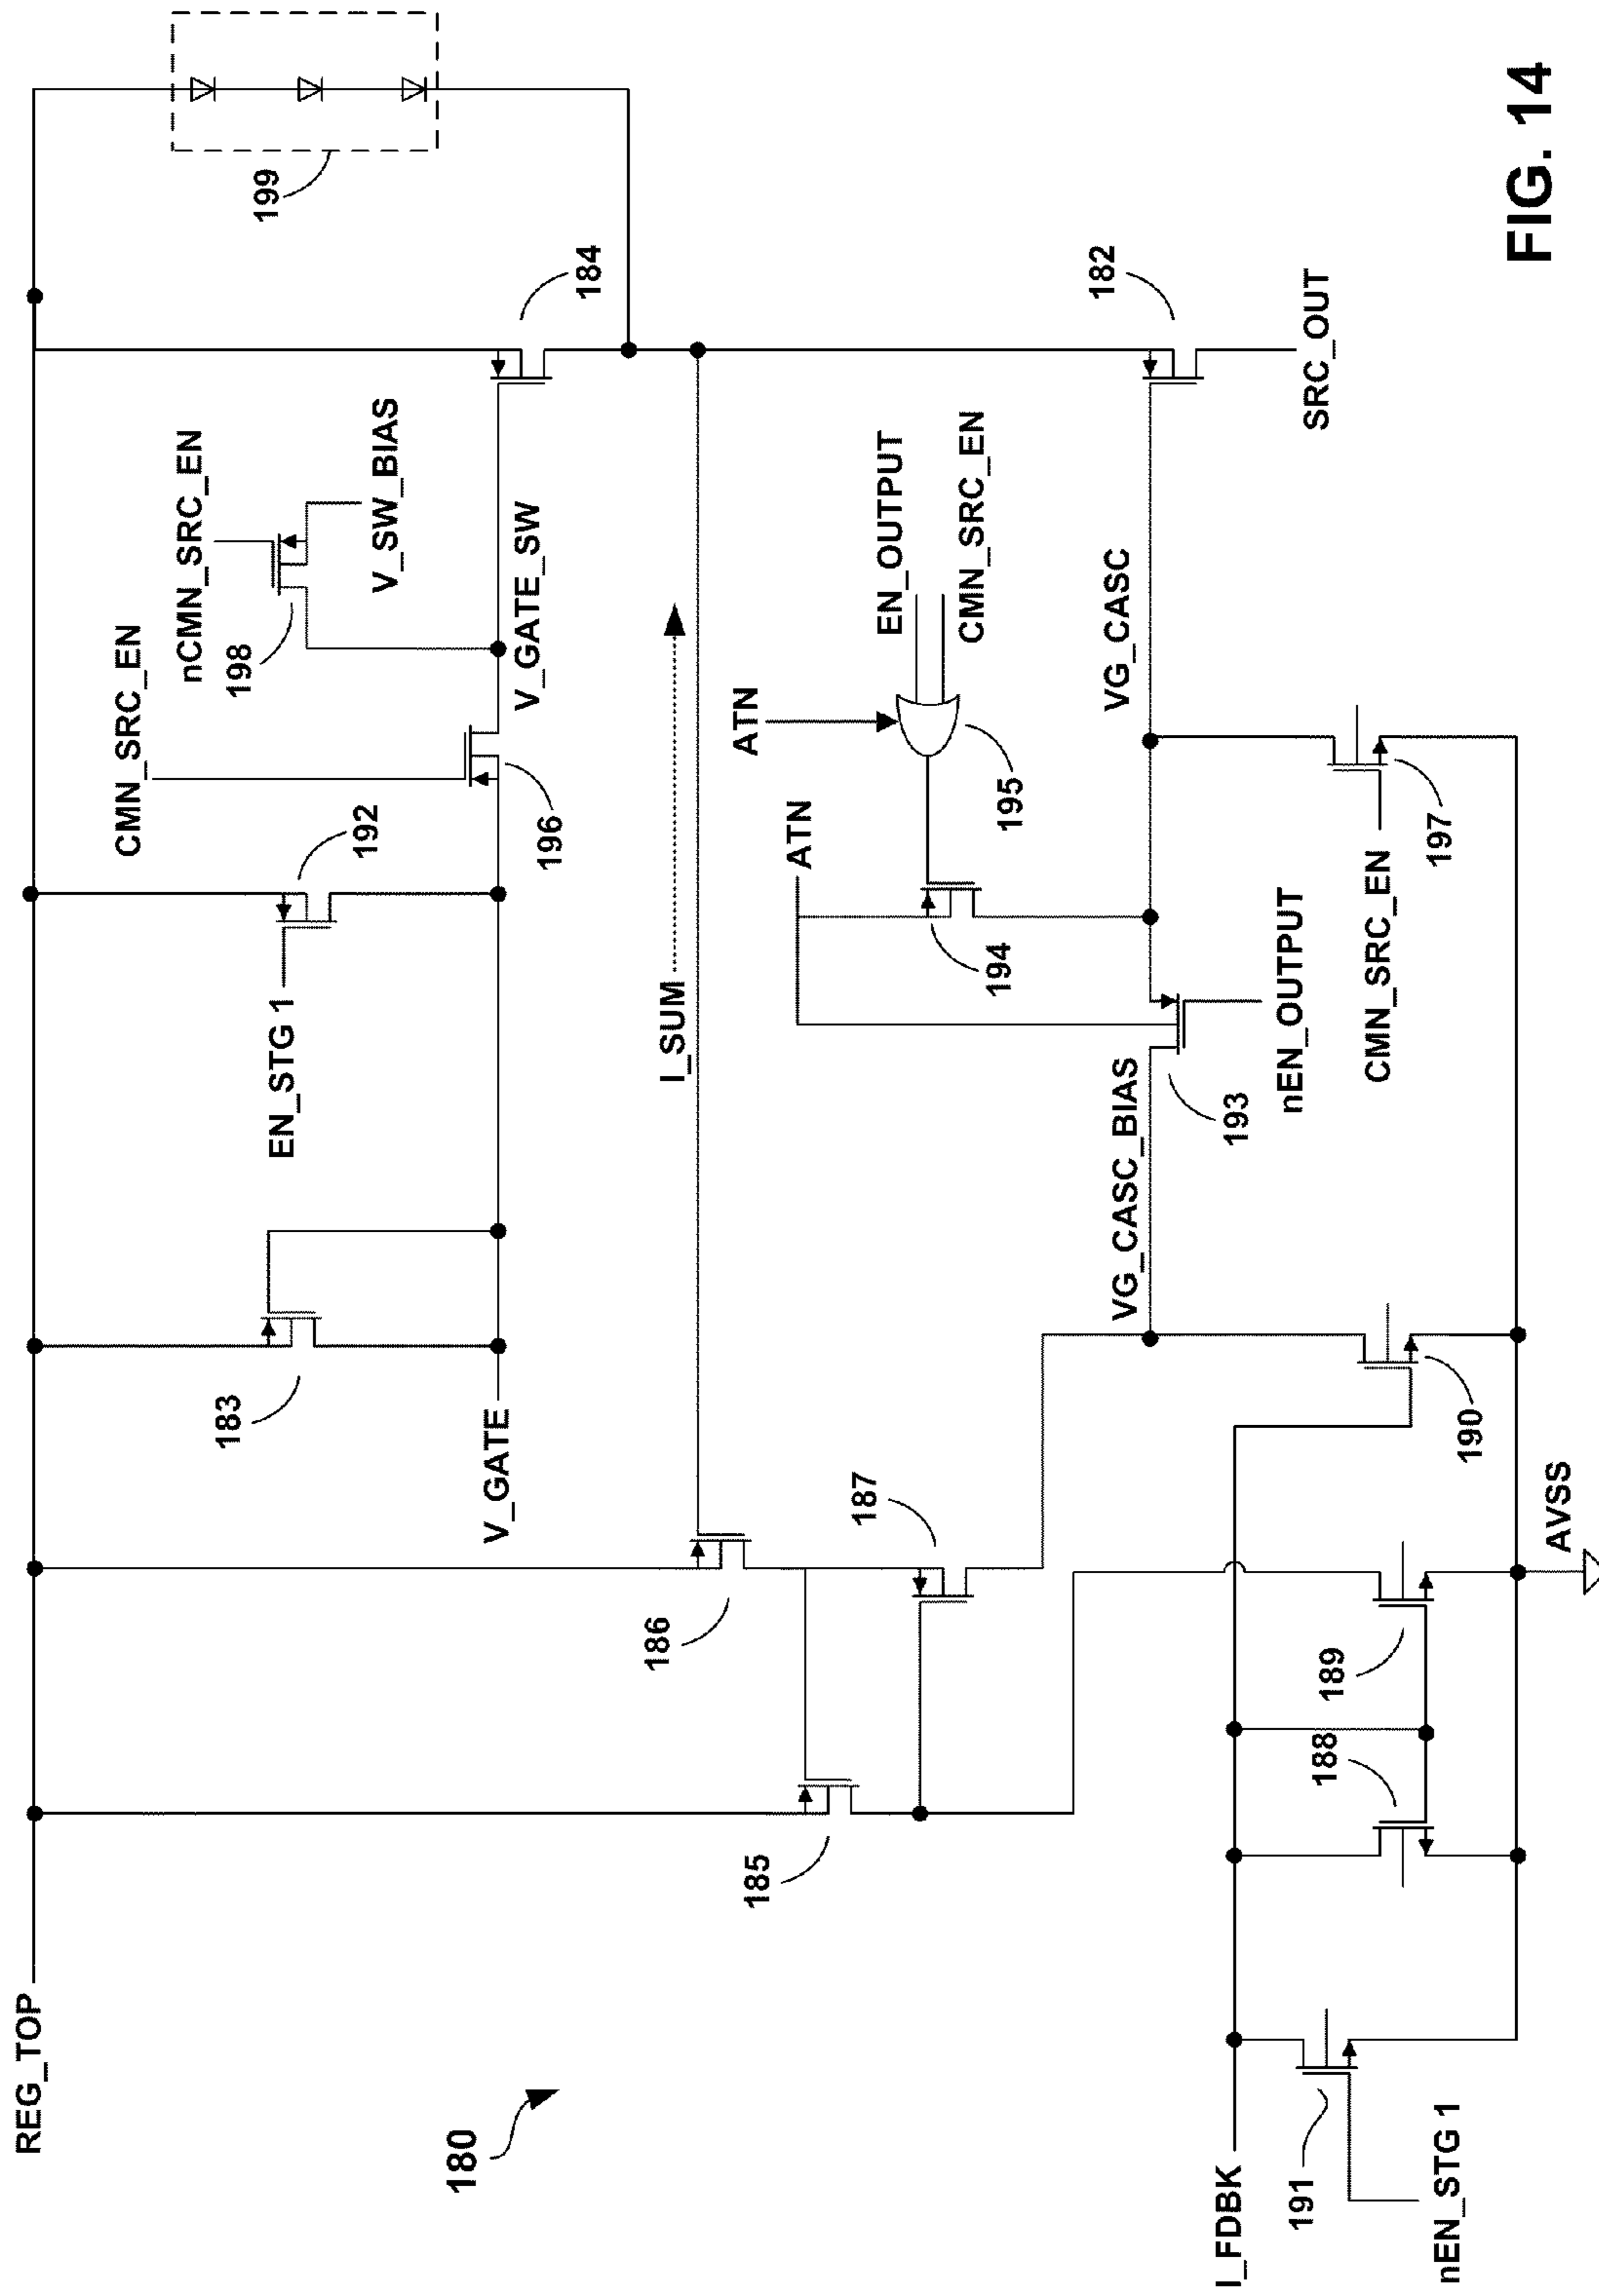 REG_TOP
180
183
V_GATE
EN_STG 1
192
CMN_SRC_EN
196
nCMN_SRC_EN
198
V_SW_BIAS
V_GATE_SW
184
199
185
186
187
I_SUM
ATN
ATN
EN_OUTPUT
CMN_SRC_EN
195
194
VG_CASC
182
SRC_OUT
VG_CASC_BIAS
193
nEN_OUTPUT
CMN_SRC_EN
197
I_FDBK
191
nEN_STG 1
188
189
190
AVSS
FIG. 14